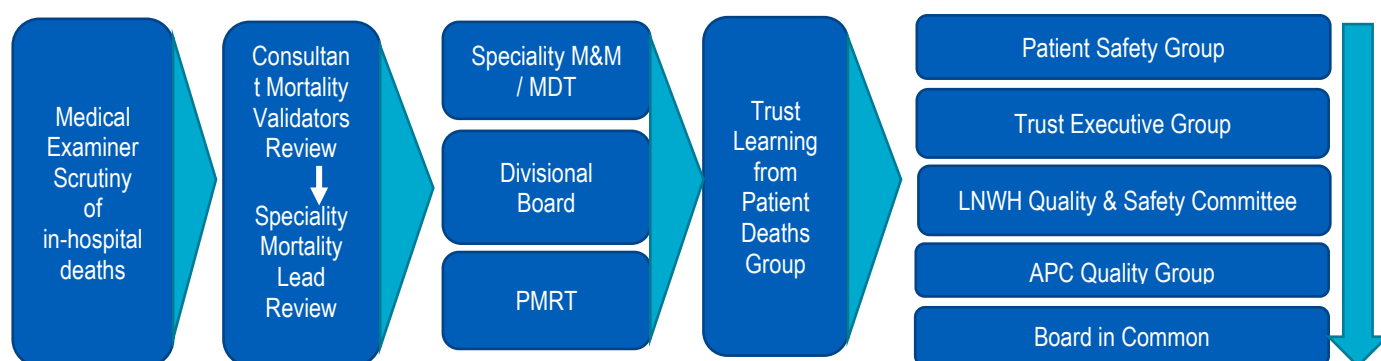 Medical
Examiner
Scrutiny
of
in-hospital
deaths
Consultan
t Mortality
Validators
Review
Speciality
Mortality
Lead
Review
Speciality M&M
/ MDT
Divisional
Board
PMRT
Trust
Learning
from
Patient
Deaths
Group
Patient Safety Group
Trust Executive Group
LNWH Quality & Safety Committee
APC Quality Group
Board in Common